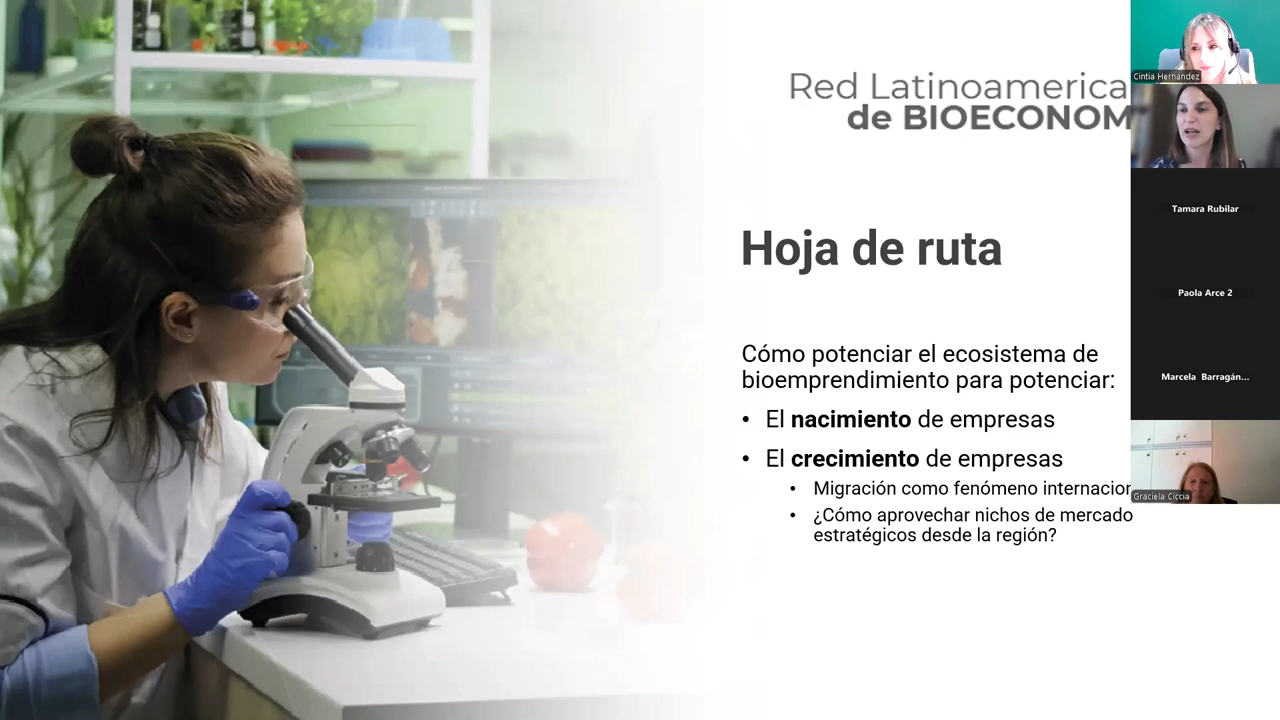 Red Latinoamerica
de BIOECONOM
Hoja de ruta
Cómo potenciar el ecosistema de
bioemprendimiento para potenciar:
• El nacimiento de empresas
• El crecimiento de empresas
• Migración como fenómeno internacion
• ¿Cómo aprovechar nichos de mercado
estratégicos desde la región?
Cintia Hernández
Tamara Rubilar
Paola Arce 2
Marcela Barragán...
Graciela Ciccia